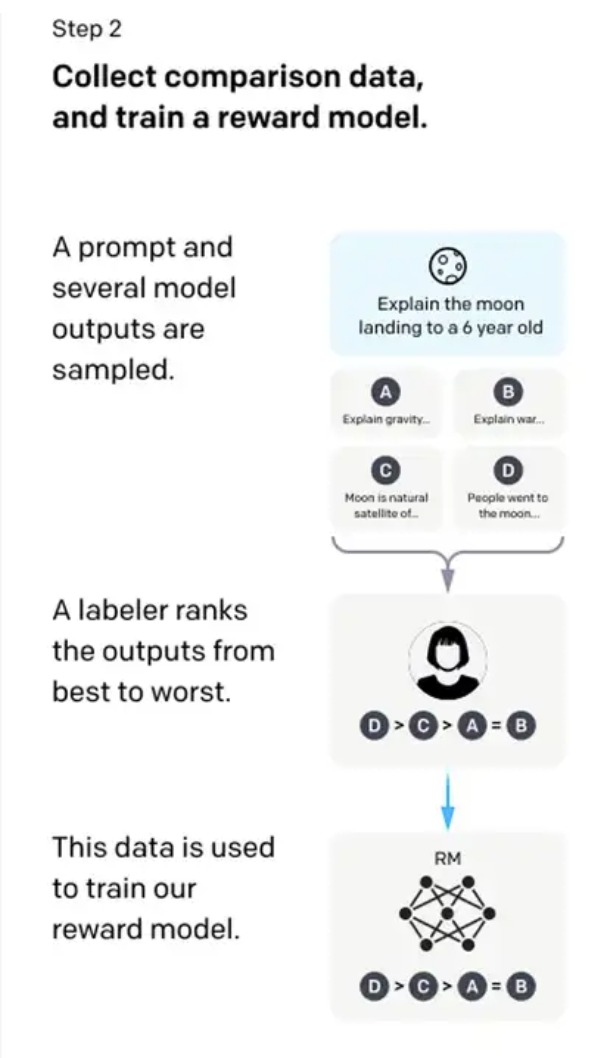 Step 2
Collect comparison data,
and train a reward model.
A prompt and
several model
outputs are
sampled.
Explain the moon
landing to a 6 year old
A
Explain gravity...
B
Explain war...
C
Moon is natural
satellite of...
D
People went to
the moon...
A labeler ranks
the outputs from
best to worst.
D > C > A = B
This data is used
to train our
reward model.
RM
D > C > A = B